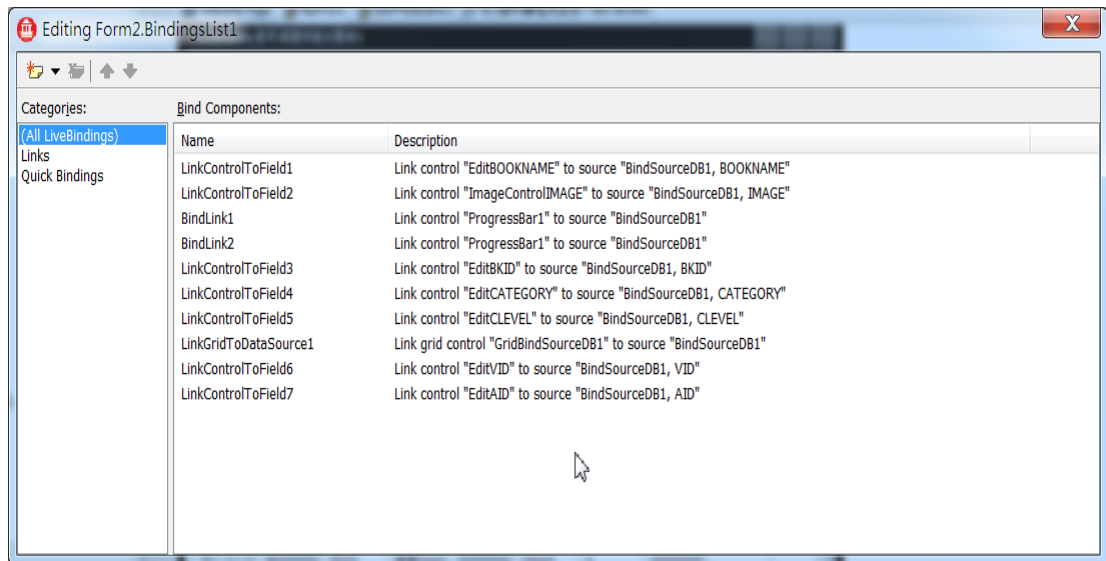 Editing Form2.BindingsList1
X
Categories:
Bind Components:
(All LiveBindings)
Links
Quick Bindings
Name Description
LinkControlToField1 Link control "EditBOOKNAME" to source "BindSourceDB1, BOOKNAME"
LinkControlToField2 Link control "ImageControlIMAGE" to source "BindSourceDB1, IMAGE"
BindLink1 Link control "ProgressBar1" to source "BindSourceDB1"
BindLink2 Link control "ProgressBar1" to source "BindSourceDB1"
LinkControlToField3 Link control "EditBKID" to source "BindSourceDB1, BKID"
LinkControlToField4 Link control "EditCATEGORY" to source "BindSourceDB1, CATEGORY"
LinkControlToField5 Link control "EditCLEVEL" to source "BindSourceDB1, CLEVEL"
LinkGridToDataSource1 Link grid control "GridBindSourceDB1" to source "BindSourceDB1"
LinkControlToField6 Link control "EditVID" to source "BindSourceDB1, VID"
LinkControlToField7 Link control "EditAID" to source "BindSourceDB1, AID"